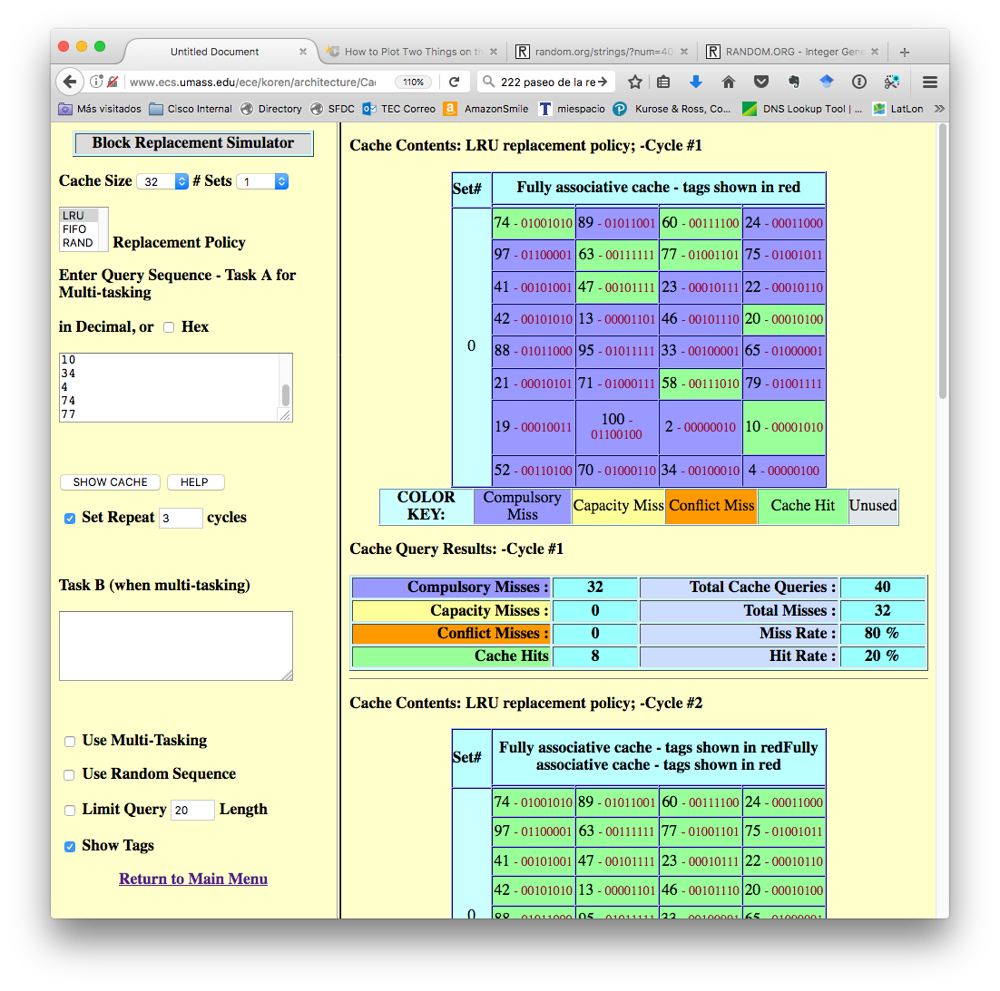 Untitled Document
How to Plot Two Things on th
random.org/strings/?num=40
RANDOM.ORG - Integer Gene
www.ecs.umass.edu/ece/koren/architecture/Cac
110%
222 paseo de la re
Más visitados
Cisco Internal
Directory
SFDC
TEC Correo
AmazonSmile
miespacio
Kurose & Ross, Co...
DNS Lookup Tool | ...
LatLon
Block Replacement Simulator
Cache Size 32 # Sets 1
LRU
FIFO
RAND
Replacement Policy
Enter Query Sequence - Task A for
Multi-tasking
in Decimal, or Hex
10
34
4
74
77
SHOW CACHE HELP
Set Repeat 3 cycles
Task B (when multi-tasking)
Use Multi-Tasking
Use Random Sequence
Limit Query 20 Length
Show Tags
Return to Main Menu
Cache Contents: LRU replacement policy; -Cycle #1
Set# Fully associative cache - tags shown in red
0
74 - 01001010 89 - 01011001 60 - 00111100 24 - 00011000
97 - 01100001 63 - 00111111 77 - 01001101 75 - 01001011
41 - 00101001 47 - 00101111 23 - 00010111 22 - 00010110
42 - 00101010 13 - 00001101 46 - 00101110 20 - 00010100
88 - 01011000 95 - 01011111 33 - 00100001 65 - 01000001
21 - 00010101 71 - 01000111 58 - 00111010 79 - 01001111
19 - 00010011 100 - 01100100 2 - 00000010 10 - 00001010
52 - 00110100 70 - 01000110 34 - 00100010 4 - 00000100
COLOR KEY: Compulsory Miss Capacity Miss Conflict Miss Cache Hit Unused
Cache Query Results: -Cycle #1
Compulsory Misses : 32 Total Cache Queries : 40
Capacity Misses : 0 Total Misses : 32
Conflict Misses : 0 Miss Rate : 80 %
Cache Hits 8 Hit Rate : 20 %
Cache Contents: LRU replacement policy; -Cycle #2
Set# Fully associative cache - tags shown in redFully
associative cache - tags shown in red
74 - 01001010 89 - 01011001 60 - 00111100 24 - 00011000
97 - 01100001 63 - 00111111 77 - 01001101 75 - 01001011
41 - 00101001 47 - 00101111 23 - 00010111 22 - 00010110
42 - 00101010 13 - 00001101 46 - 00101110 20 - 00010100
0
88 - 01011000 95 - 01011111 33 - 00100001 65 - 01000001